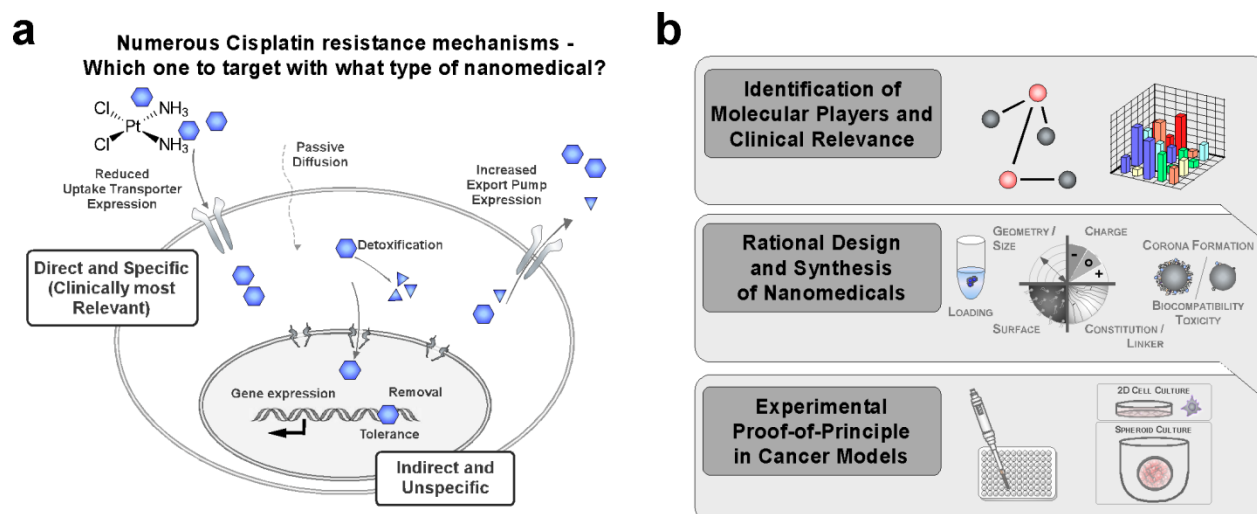 a
Numerous Cisplatin resistance mechanisms -
Which one to target with what type of nanomedical?
Cl
NH3
Pt
Cl
NH3
Reduced
Uptake Transporter
Expression
Passive
Diffusion
Increased
Export Pump
Expression
Detoxification
Direct and Specific
(Clinically most
Relevant)
Gene expression
Removal
Tolerance
Indirect and
Unspecific
b
Identification of
Molecular Players and
Clinical Relevance
Rational Design
and Synthesis
of Nanomedicals
LOADING
GEOMETRY /
SIZE
CHARGE
-
o
+
SURFACE
CONSTITUTION /
LINKER
CORONA FORMATION
BIOCOMPATIBILITY
TOXICITY
Experimental
Proof-of-Principle
in Cancer Models
2D CELL CULTURE
SPHEROID CULTURE